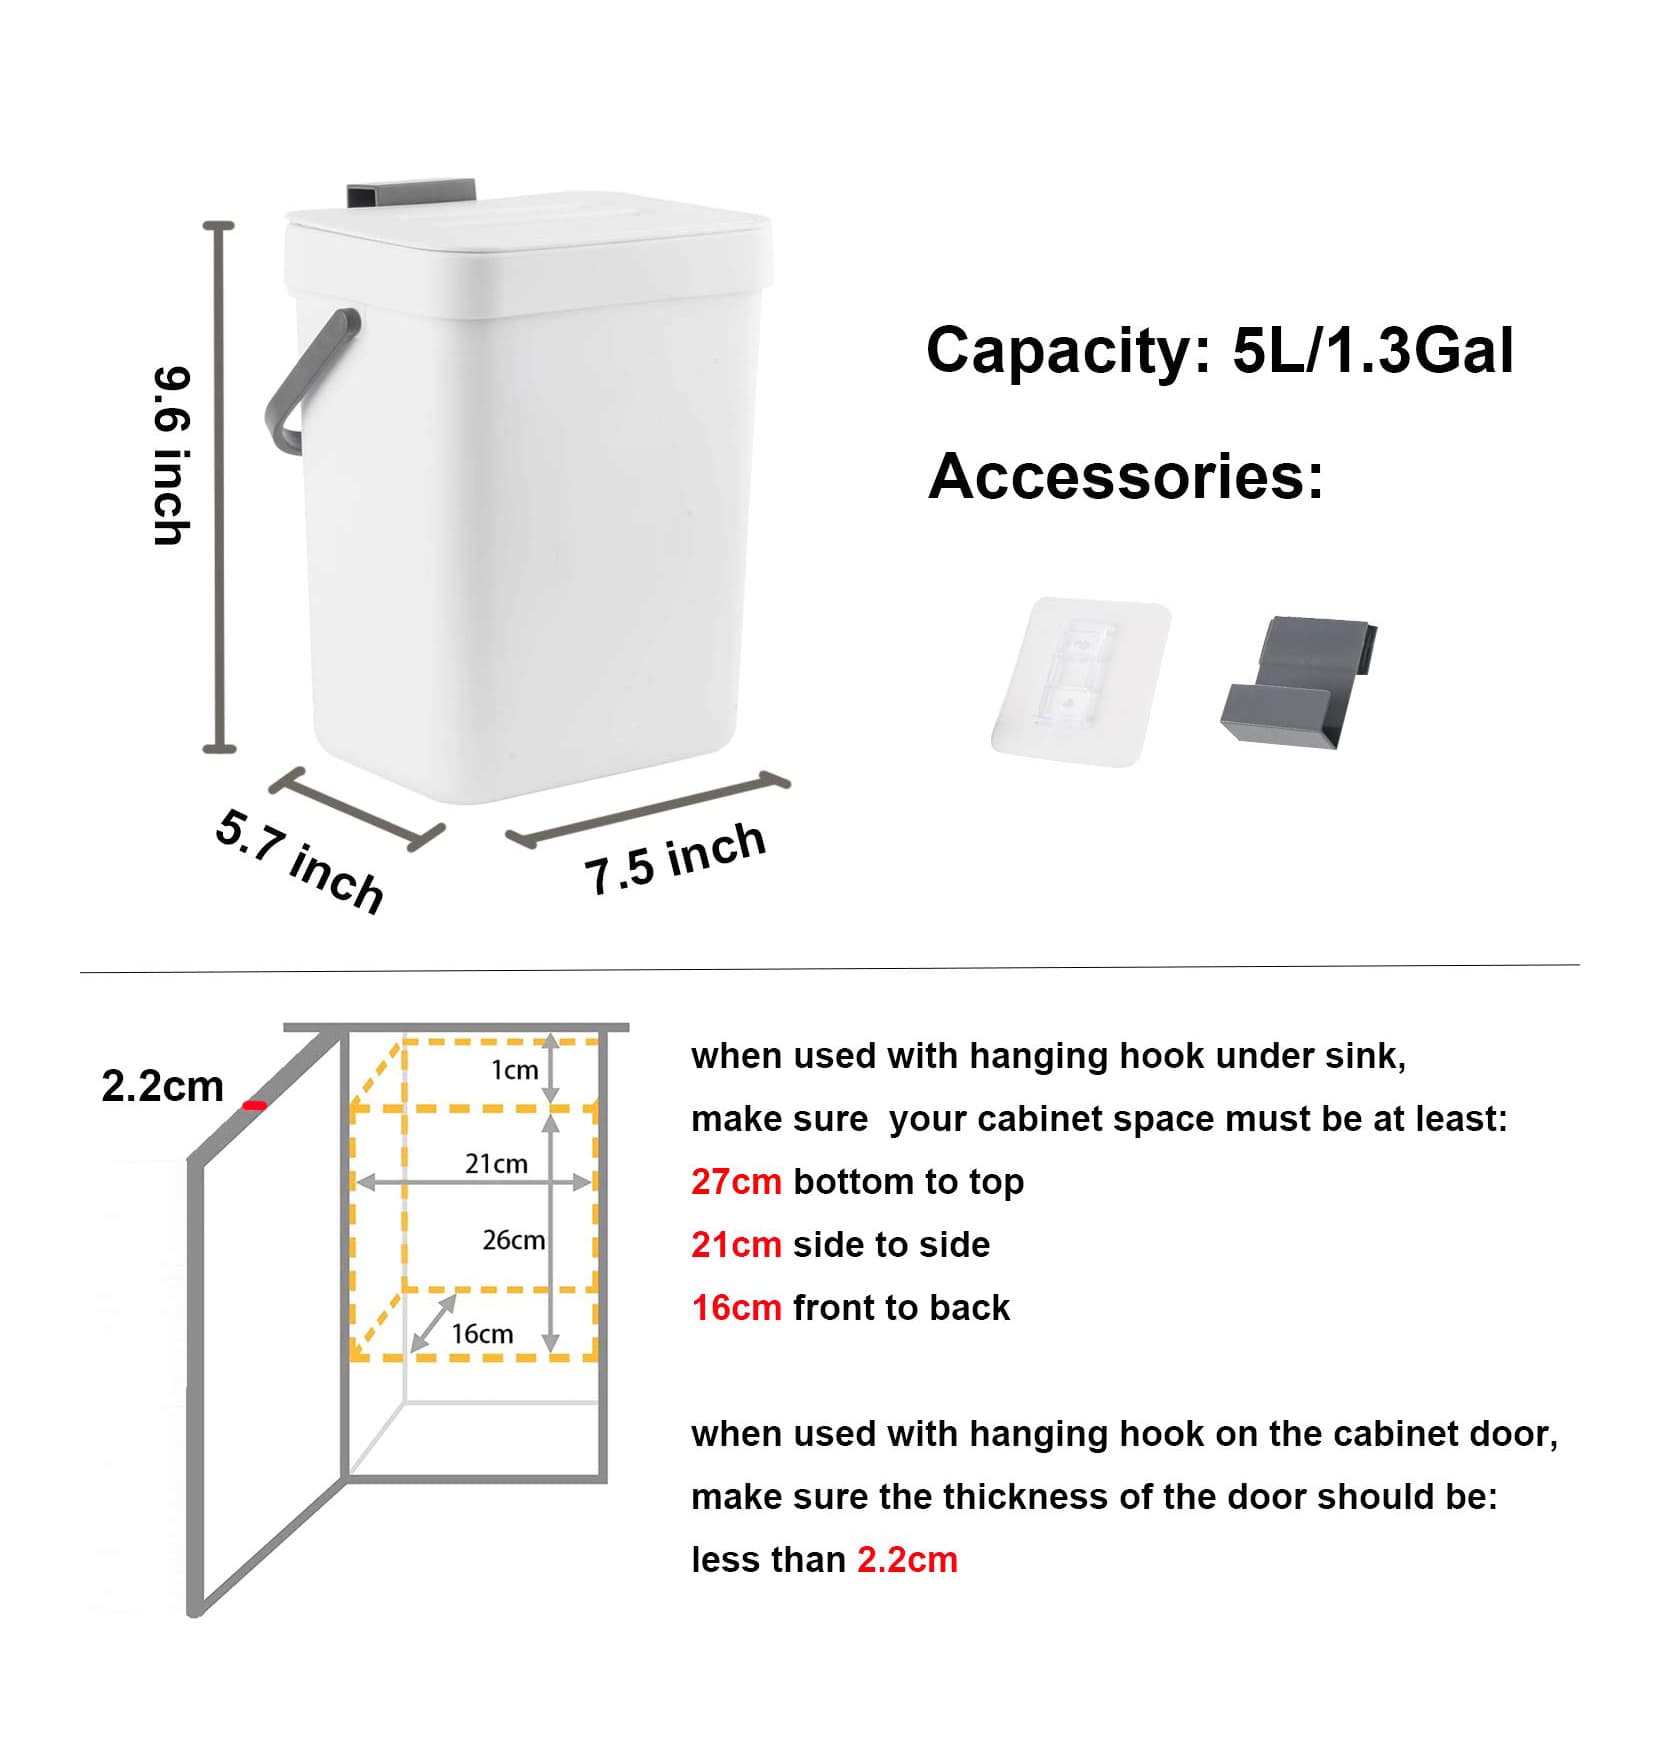 9.6 inch
5.7 inch
7.5 inch
Capacity: 5L/1.3Gal
Accessories:
2.2cm
1cm
21cm
26cm
16cm
when used with hanging hook under sink,
make sure  your cabinet space must be at least:
27cm bottom to top
21cm side to side
16cm front to back
when used with hanging hook on the cabinet door,
make sure the thickness of the door should be:
less than 2.2cm